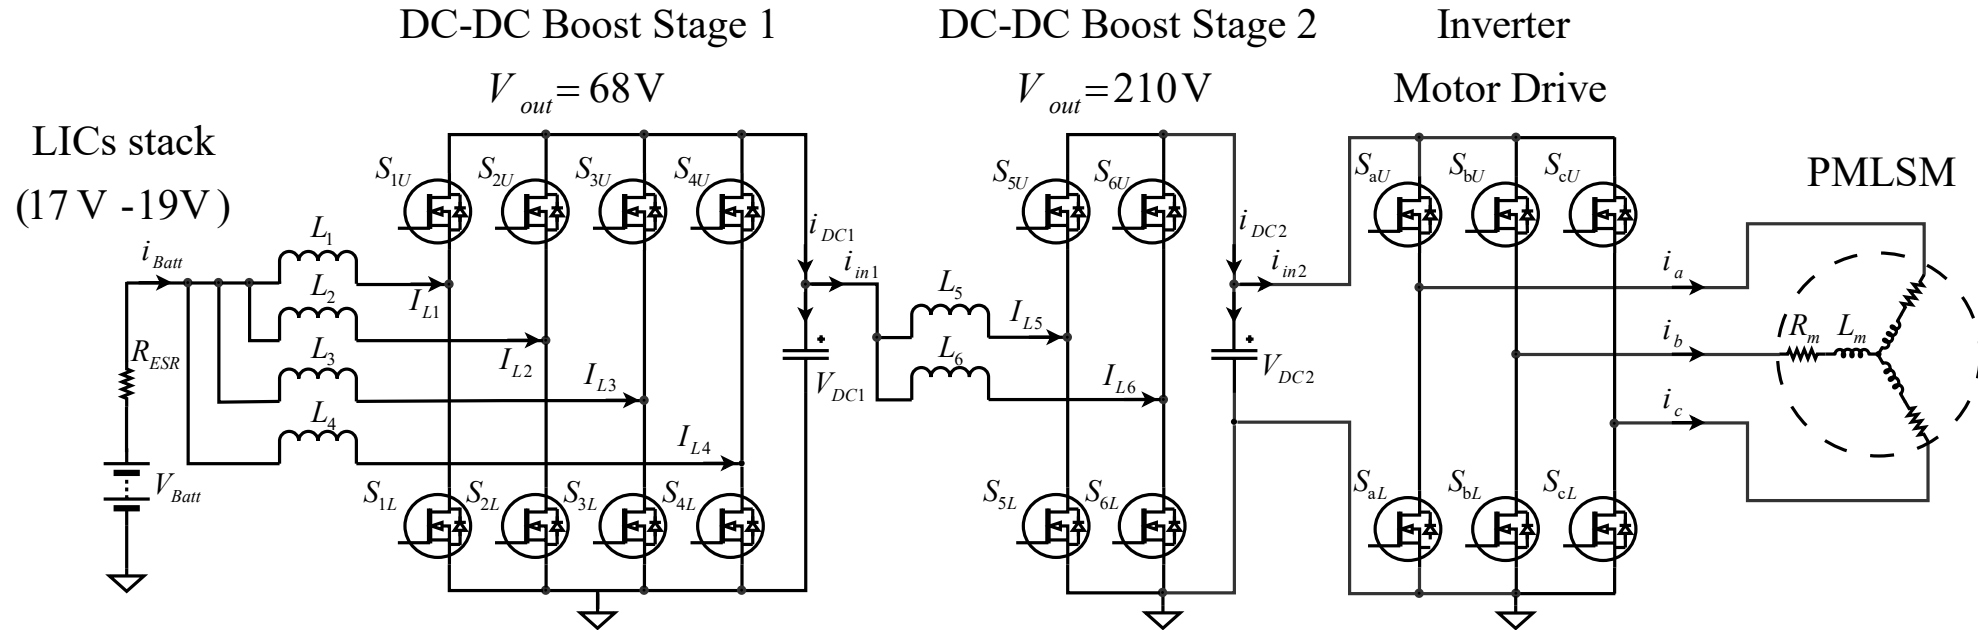 DC-DC Boost Stage 1
V_out = 68V
DC-DC Boost Stage 2
V_out = 210V
Inverter
Motor Drive
LICs stack
(17 V -19V)
PMLSM
S_1U
S_2U
S_3U
S_4U
S_5U
S_6U
S_aU
S_bU
S_cU
i_Batt
L_1
I_L1
L_2
I_L2
L_3
I_L3
L_4
I_L4
R_ESR
V_Batt
i_DC1
i_in1
V_DC1
L_5
I_L5
L_6
I_L6
i_DC2
i_in2
V_DC2
i_a
i_b
i_c
R_m
L_m
S_1L
S_2L
S_3L
S_4L
S_5L
S_6L
S_aL
S_bL
S_cL